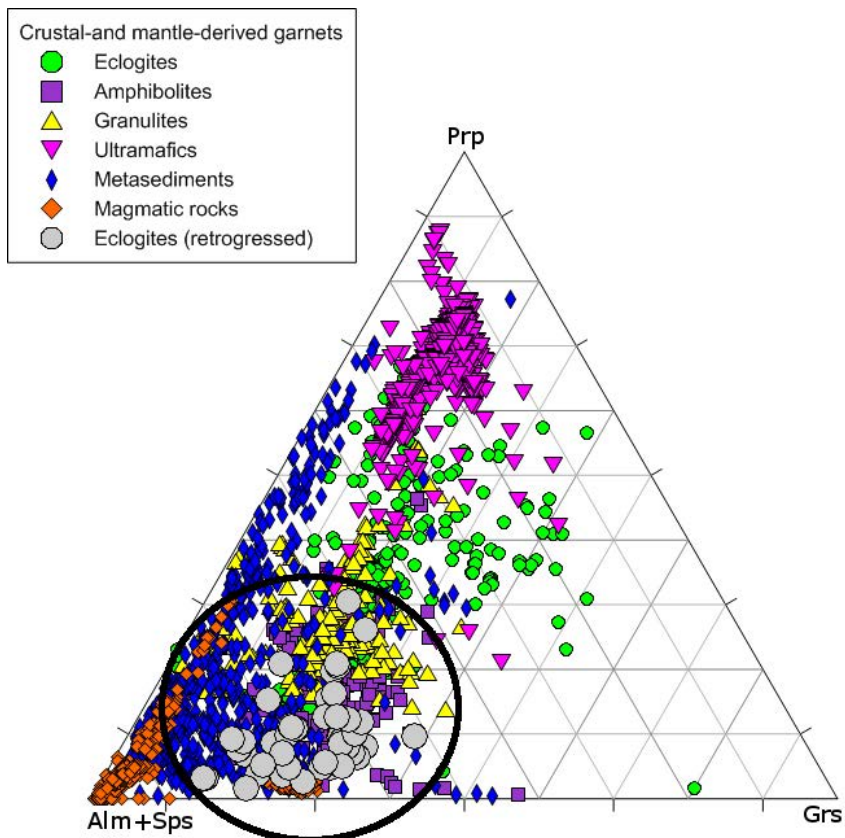 Crustal-and mantle-derived garnets
Eclogites
Amphibolites
Granulites
Ultramafics
Metasediments
Magmatic rocks
Eclogites (retrogressed)
Prp
Alm+Sps
Grs